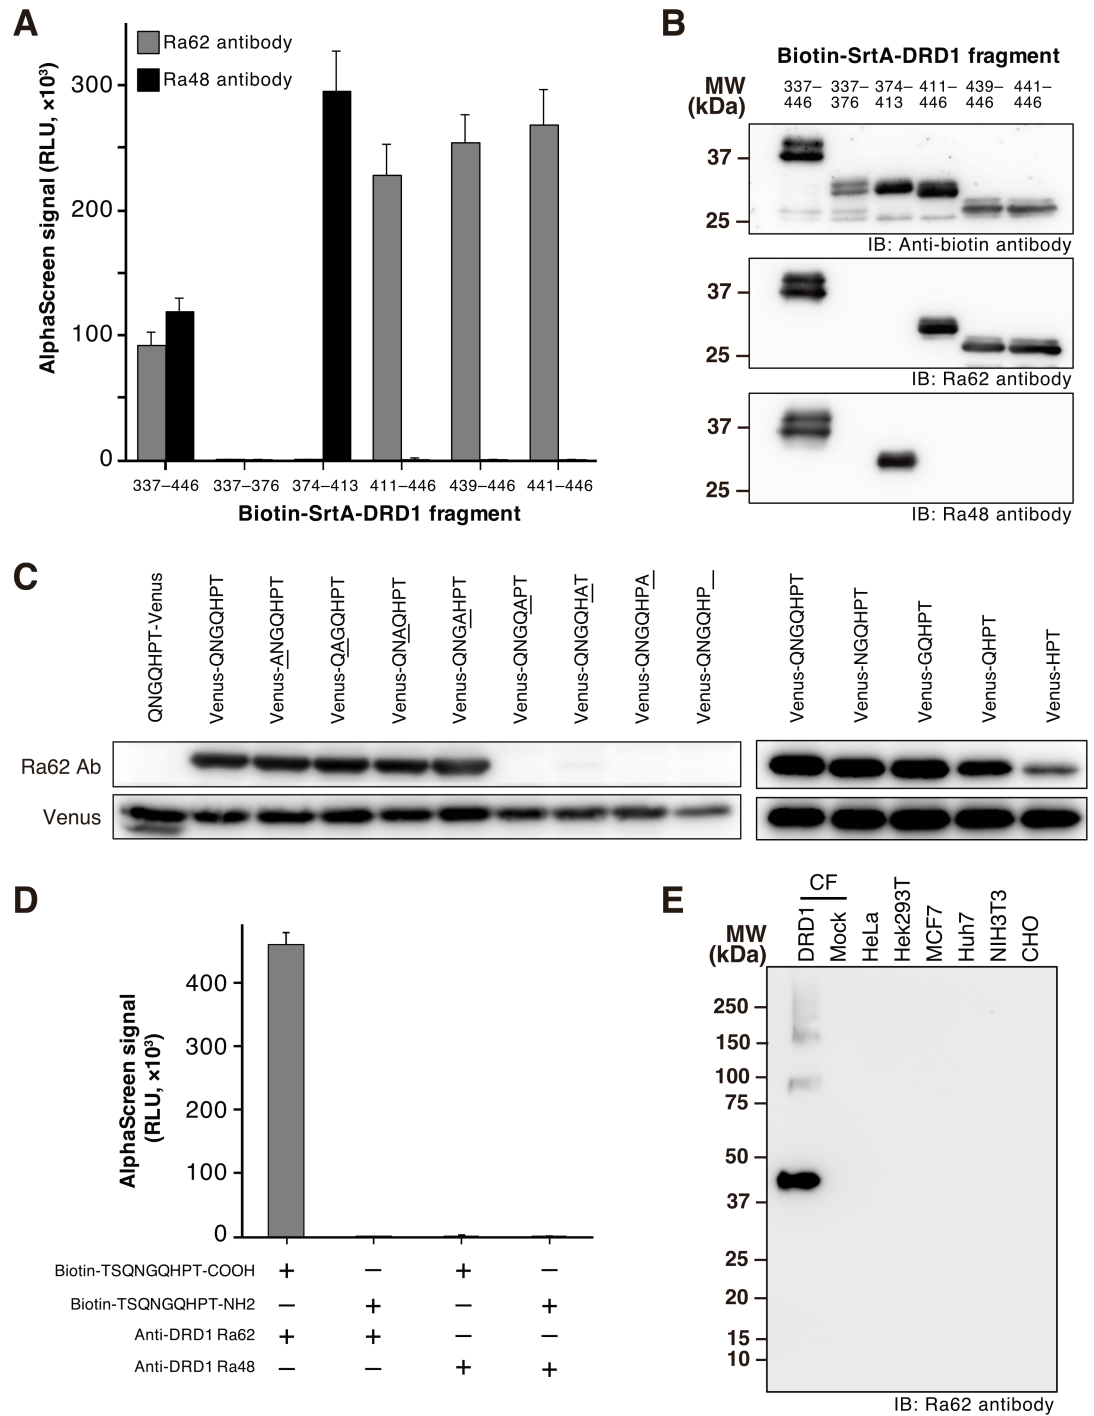 A
Ra62 antibody
Ra48 antibody
AlphaScreen signal (RLU, ×10³)
300
200
100
0
337–446
337–376
374–413
411–446
439–446
441–446
Biotin-SrtA-DRD1 fragment
B
Biotin-SrtA-DRD1 fragment
MW
(kDa)
337–
446
337–
376
374–
413
411–
446
439–
446
441–
446
37
25
IB: Anti-biotin antibody
37
25
IB: Ra62 antibody
37
25
IB: Ra48 antibody
C
QNGQHPT-Venus
Venus-QNGQHPT
Venus-ANGQHPT
Venus-QAGQHPT
Venus-QNAQHPT
Venus-QNGAHPT
Venus-QNGQAPT
Venus-QNGQHAT
Venus-QNGQHPA
Venus-QNGQHP_
Venus-QNGQHPT
Venus-NGQHPT
Venus-GQHPT
Venus-QHPT
Venus-HPT
Ra62 Ab
Venus
D
AlphaScreen signal
(RLU, ×10³)
400
300
200
100
0
Biotin-TSQNGQHPT-COOH + – + –
Biotin-TSQNGQHPT-NH2 – + – +
Anti-DRD1 Ra62 + + – –
Anti-DRD1 Ra48 – – + +
E
CF
MW
(kDa)
DRD1
Mock
HeLa
Hek293T
MCF7
Huh7
NIH3T3
CHO
250
150
100
75
50
37
25
20
15
10
IB: Ra62 antibody